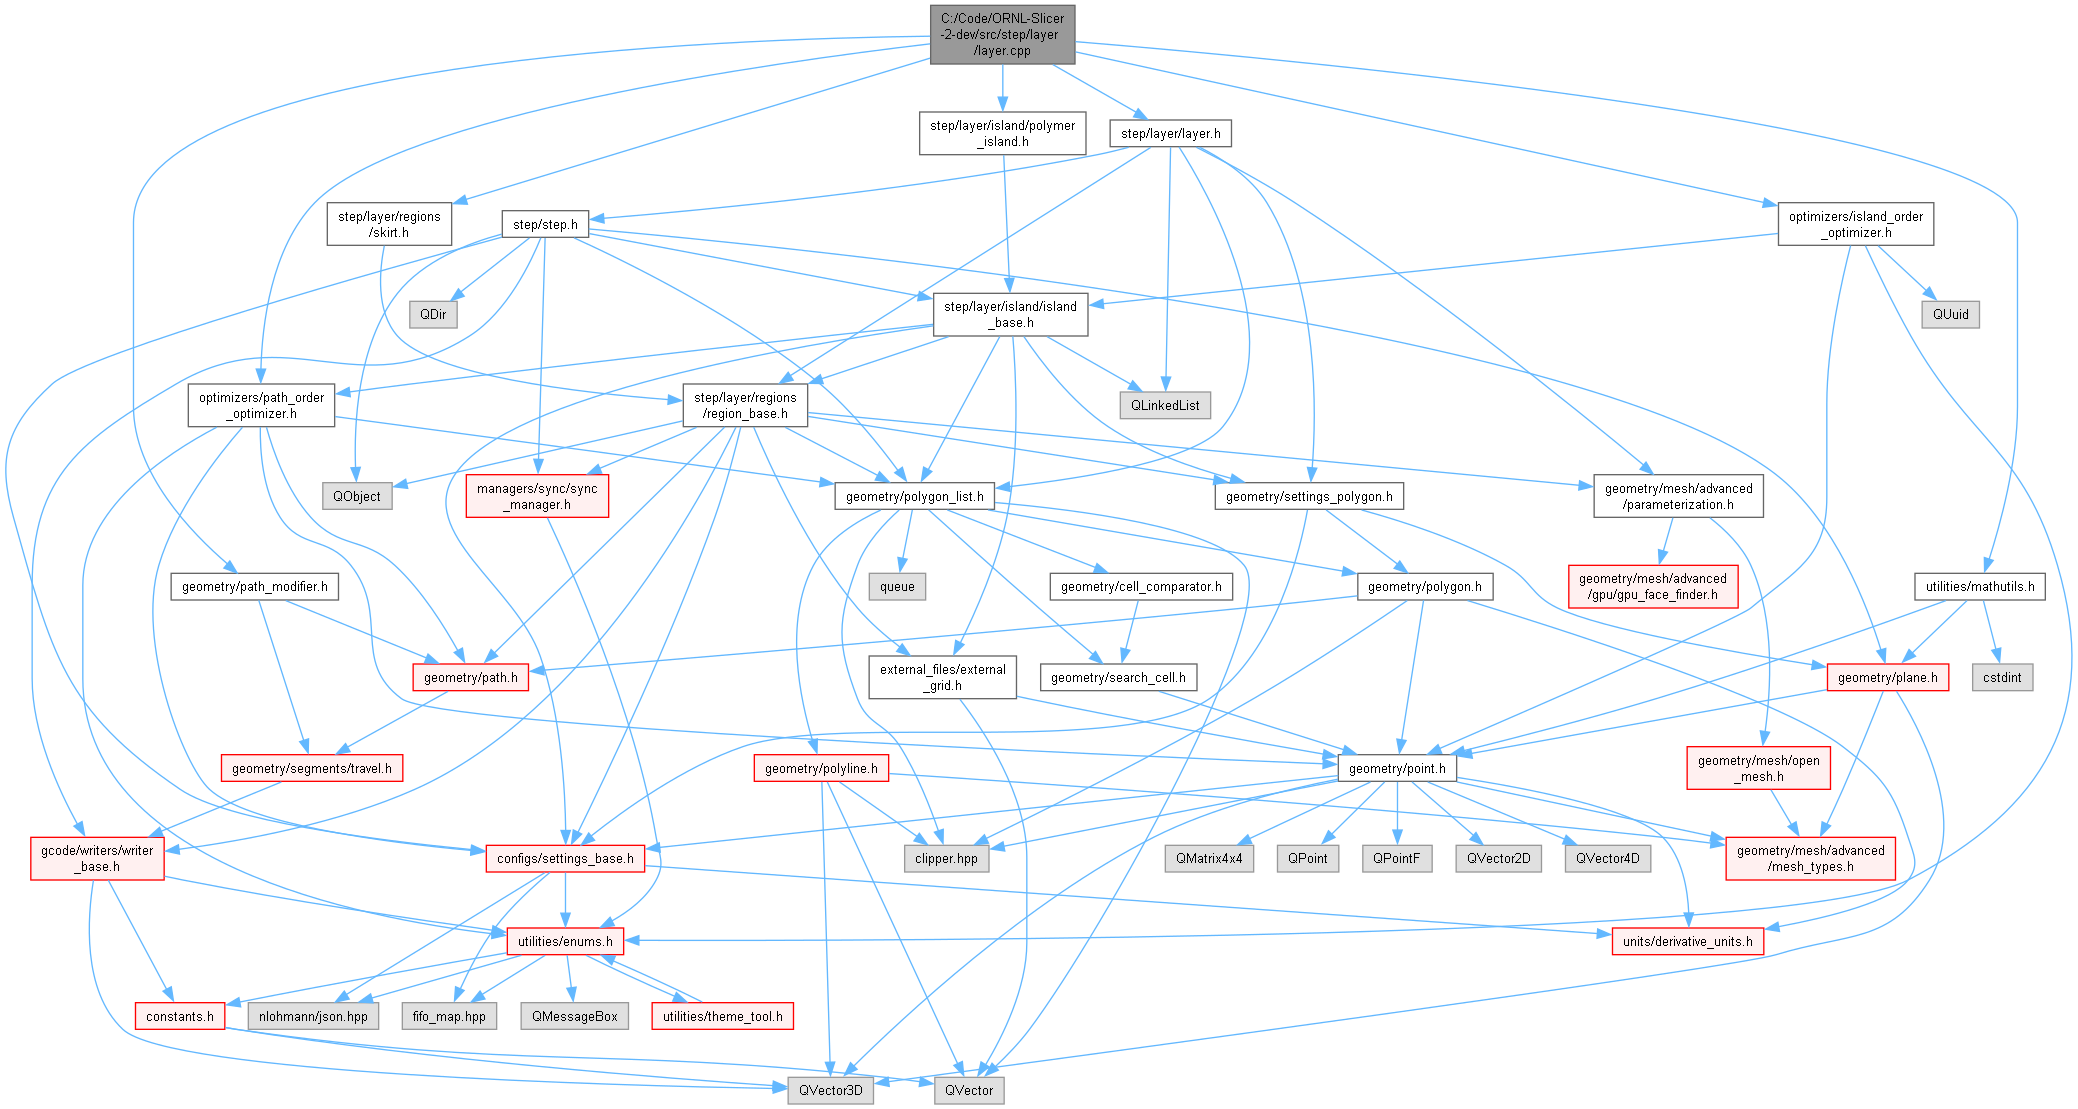 C:/Code/ORNL-Slicer
-2-dev/src/step/layer
/layer.cpp
step/layer/island/polymer
_island.h
step/layer/layer.h
step/layer/regions
/skirt.h
step/step.h
optimizers/island_order
_optimizer.h
QDir
step/layer/island/island
_base.h
QUuid
optimizers/path_order
_optimizer.h
step/layer/regions
/region_base.h
QLinkedList
QObject
managers/sync/sync
_manager.h
geometry/polygon_list.h
geometry/settings_polygon.h
geometry/mesh/advanced
/parameterization.h
geometry/path_modifier.h
queue
geometry/cell_comparator.h
geometry/polygon.h
geometry/mesh/advanced
/gpu/gpu_face_finder.h
utilities/mathutils.h
geometry/path.h
external_files/external
_grid.h
geometry/search_cell.h
geometry/plane.h
cstdint
geometry/segments/travel.h
geometry/polyline.h
geometry/point.h
geometry/mesh/open
_mesh.h
gcode/writers/writer
_base.h
configs/settings_base.h
clipper.hpp
QMatrix4x4
QPoint
QPointF
QVector2D
QVector4D
geometry/mesh/advanced
/mesh_types.h
utilities/enums.h
units/derivative_units.h
constants.h
nlohmann/json.hpp
fifo_map.hpp
QMessageBox
utilities/theme_tool.h
QVector3D
QVector